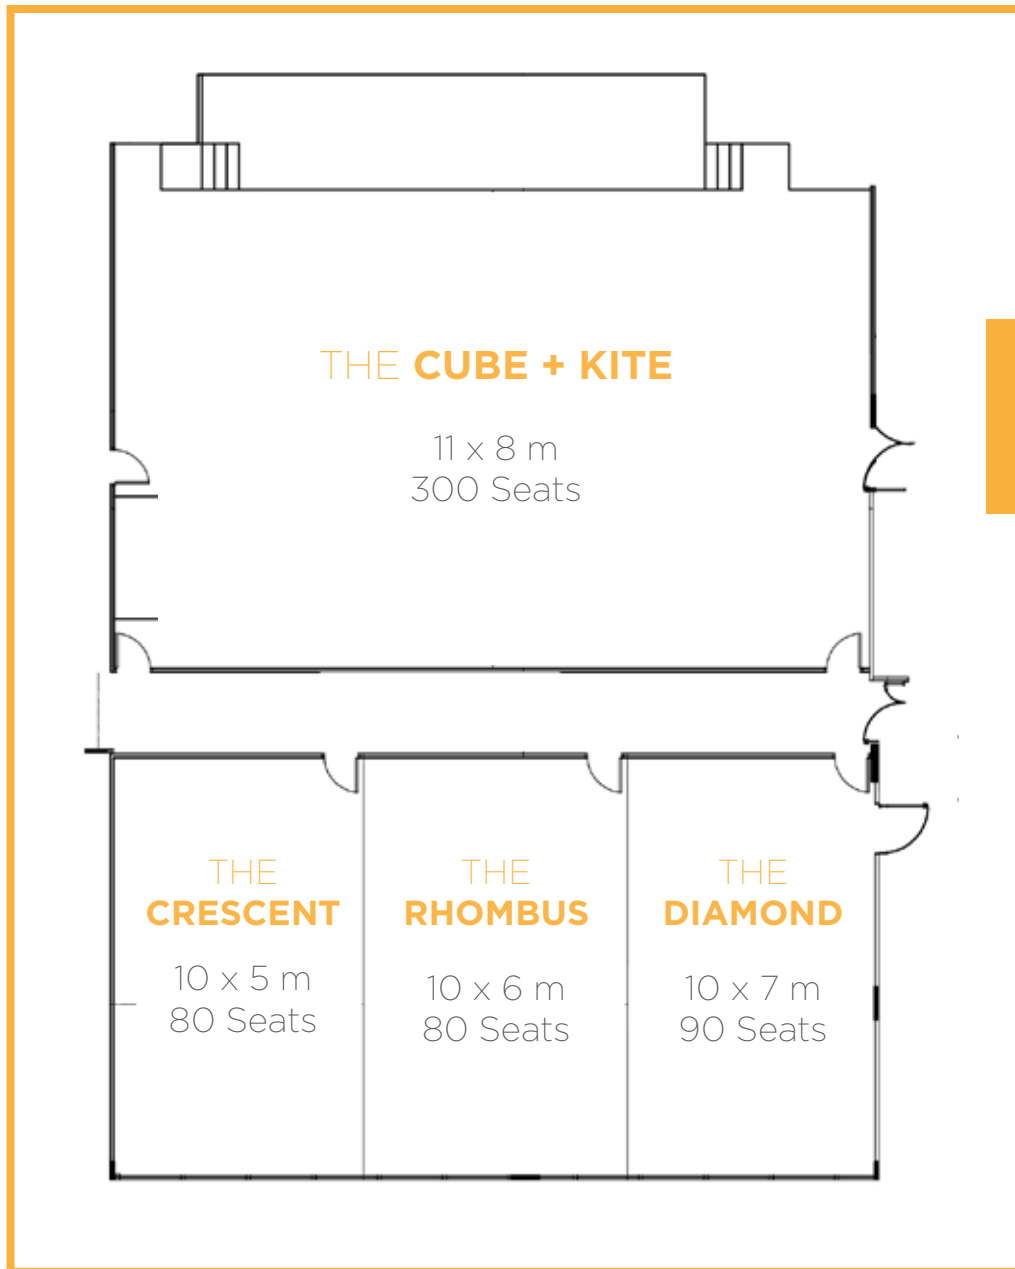 THE CUBE + KITE
11 x 8 m
300 Seats
THE
CRESCENT
10 x 5 m
80 Seats
THE
RHOMBUS
10 x 6 m
80 Seats
THE
DIAMOND
10 x 7 m
90 Seats